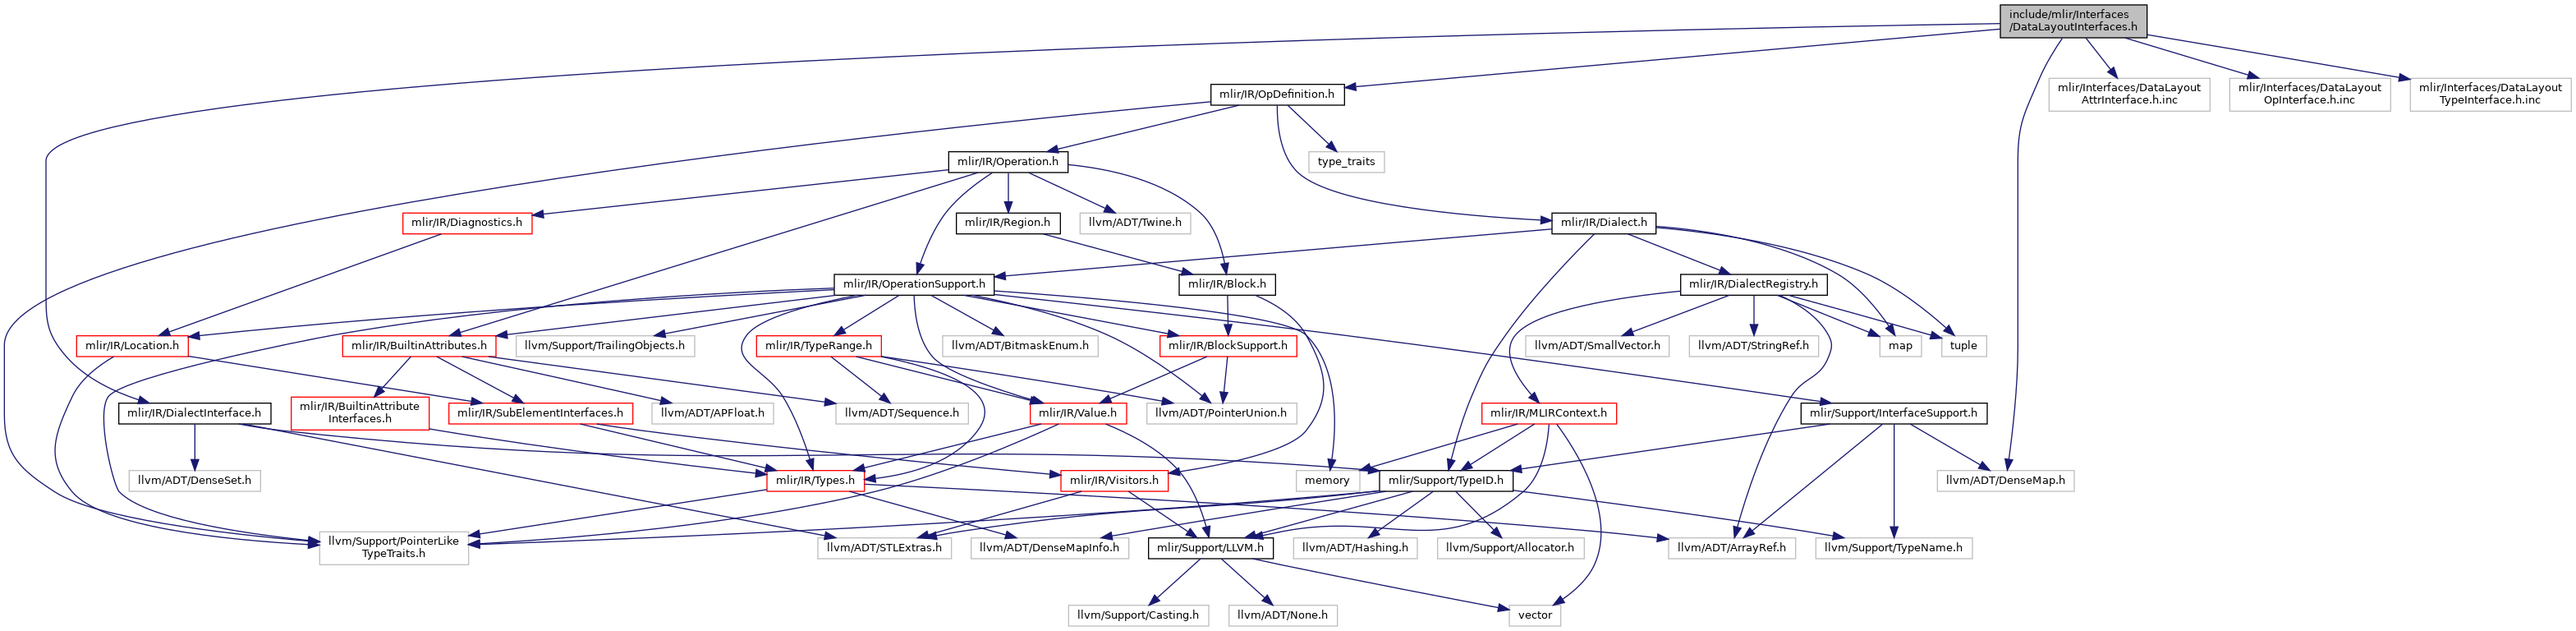 include/mlir/Interfaces
/DataLayoutInterfaces.h
mlir/IR/OpDefinition.h
mlir/Interfaces/DataLayout
AttrInterface.h.inc
mlir/Interfaces/DataLayout
OpInterface.h.inc
mlir/Interfaces/DataLayout
TypeInterface.h.inc
mlir/IR/Operation.h
type_traits
mlir/IR/Diagnostics.h
mlir/IR/Region.h
llvm/ADT/Twine.h
mlir/IR/Dialect.h
mlir/IR/OperationSupport.h
mlir/IR/Block.h
mlir/IR/DialectRegistry.h
mlir/IR/Location.h
mlir/IR/BuiltinAttributes.h
llvm/Support/TrailingObjects.h
mlir/IR/TypeRange.h
llvm/ADT/BitmaskEnum.h
mlir/IR/BlockSupport.h
llvm/ADT/SmallVector.h
llvm/ADT/StringRef.h
map
tuple
mlir/IR/DialectInterface.h
mlir/IR/BuiltinAttribute
Interfaces.h
mlir/IR/SubElementInterfaces.h
llvm/ADT/APFloat.h
llvm/ADT/Sequence.h
mlir/IR/Value.h
llvm/ADT/PointerUnion.h
mlir/IR/MLIRContext.h
mlir/Support/InterfaceSupport.h
llvm/ADT/DenseSet.h
mlir/IR/Types.h
mlir/IR/Visitors.h
memory
mlir/Support/TypeID.h
llvm/ADT/DenseMap.h
llvm/Support/PointerLike
TypeTraits.h
llvm/ADT/STLExtras.h
llvm/ADT/DenseMapInfo.h
mlir/Support/LLVM.h
llvm/ADT/Hashing.h
llvm/Support/Allocator.h
llvm/ADT/ArrayRef.h
llvm/Support/TypeName.h
llvm/Support/Casting.h
llvm/ADT/None.h
vector